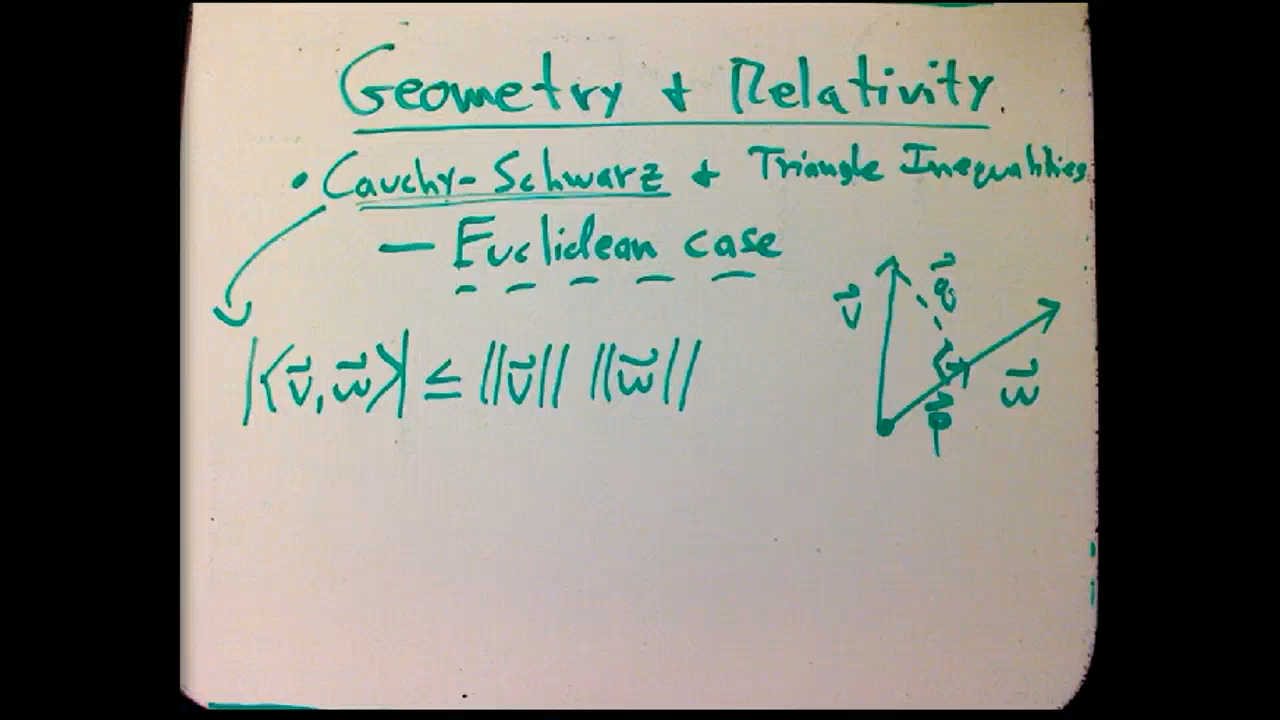 Geometry + Relativity
• Cauchy-Schwarz + Triangle Inequalities
— Euclidean case
|⟨v⃗, w⃗⟩| ≤ ||v⃗|| ||w⃗||
v⃗
q⃗
w⃗
p⃗